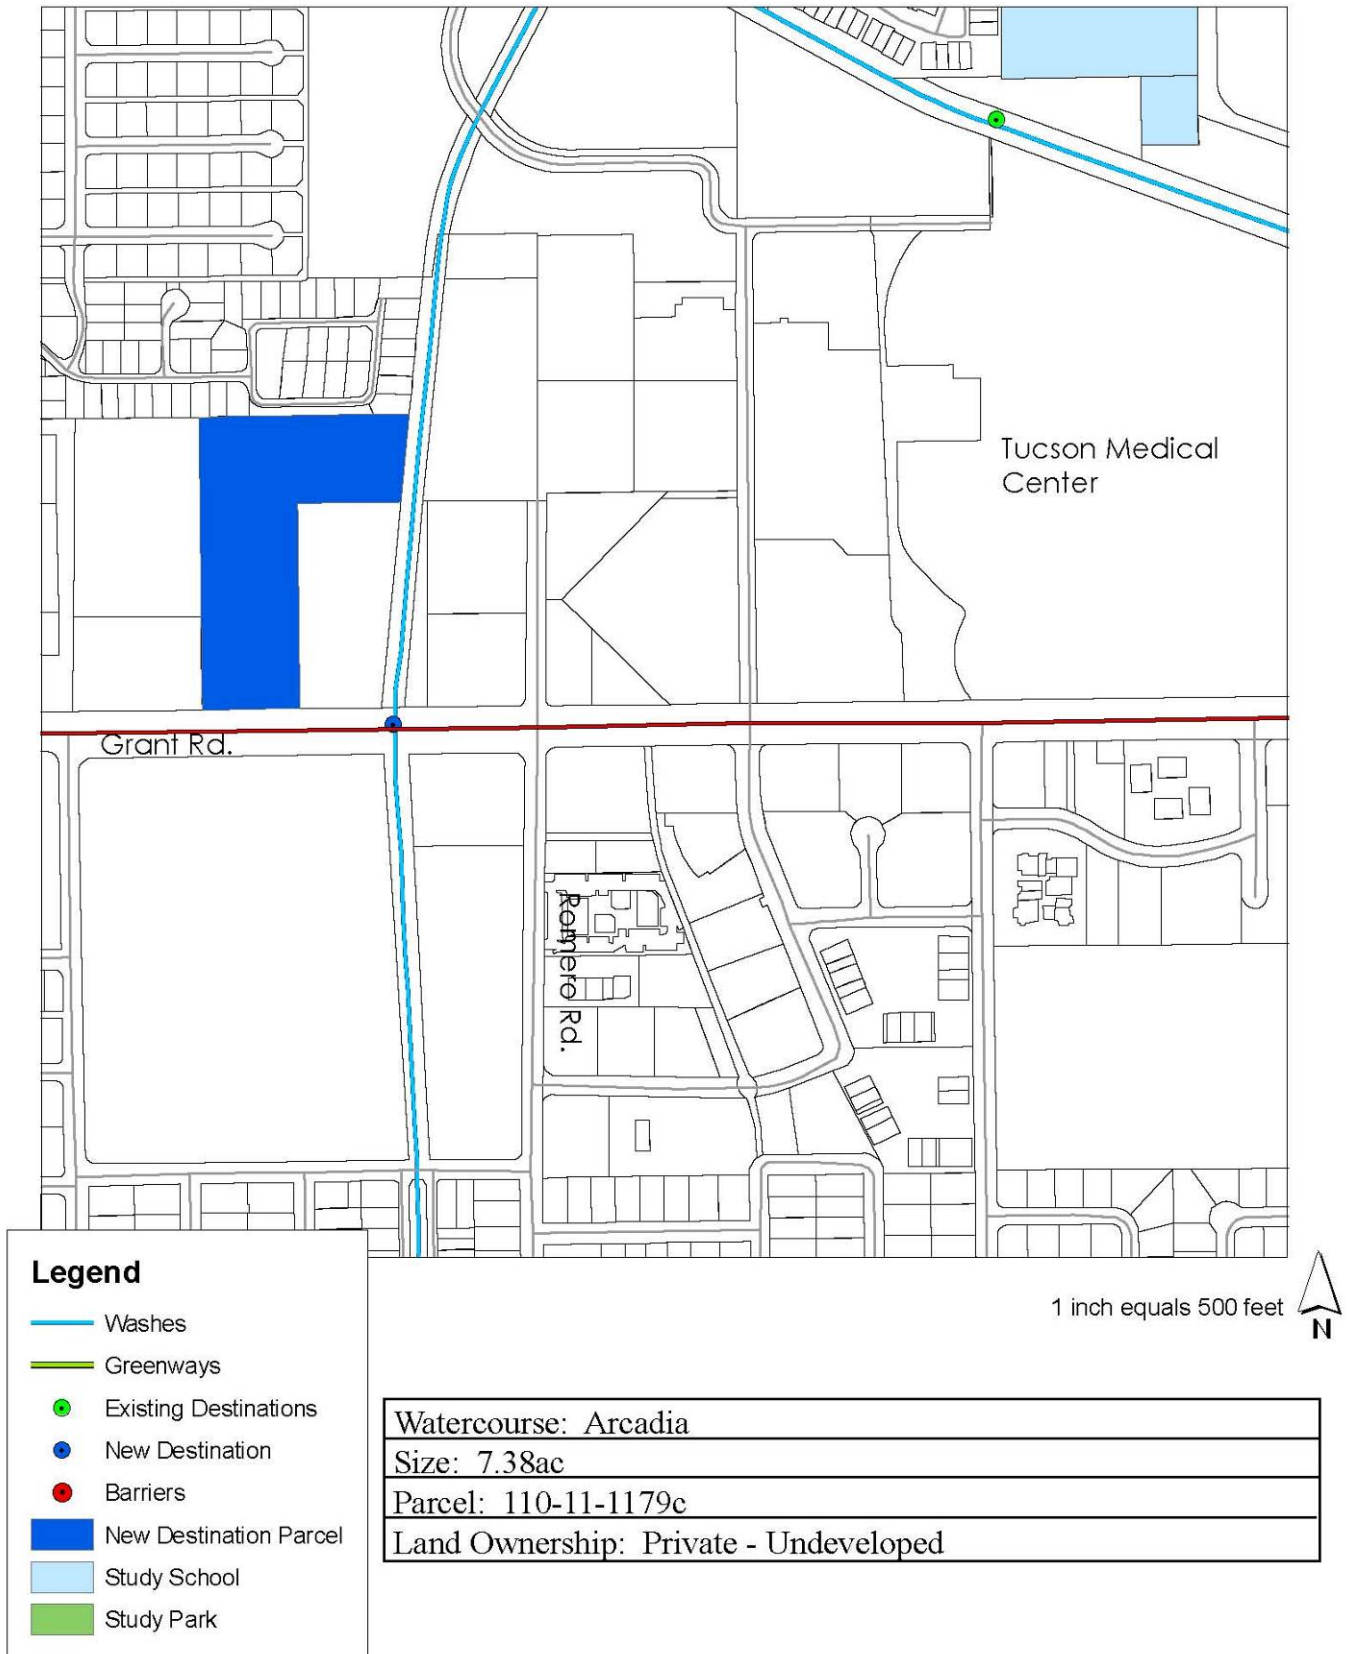 Tucson Medical
Center
Grant Rd.
Romero Rd.
1 inch equals 500 feet
N
Legend
Washes
Greenways
Existing Destinations
New Destination
Barriers
New Destination Parcel
Study School
Study Park
Watercourse: Arcadia
Size: 7.38ac
Parcel: 110-11-1179c
Land Ownership: Private - Undeveloped